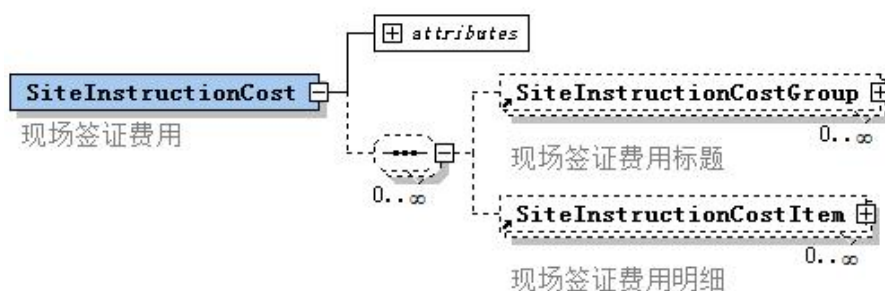 attributes
SiteInstructionCost
现场签证费用
SiteInstructionCostGroup
0..∞
现场签证费用标题
0..∞
SiteInstructionCostItem
0..∞
现场签证费用明细